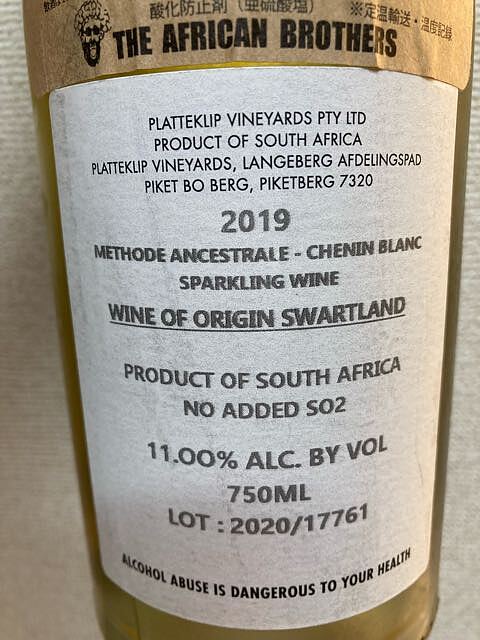 酸化防止剤(亜硫酸塩) ※定温輸送・温度記録
THE AFRICAN BROTHERS
PLATTEKLIP VINEYARDS PTY LTD
PRODUCT OF SOUTH AFRICA
PLATTEKLIP VINEYARDS, LANGEBERG AFDELINGSPAD
PIKET BO BERG, PIKETBERG 7320
2019
METHODE ANCESTRALE - CHENIN BLANC
SPARKLING WINE
WINE OF ORIGIN SWARTLAND
PRODUCT OF SOUTH AFRICA
NO ADDED SO2
11.00% ALC. BY VOL
750ML
LOT : 2020/17761
ALCOHOL ABUSE IS DANGEROUS TO YOUR HEALTH